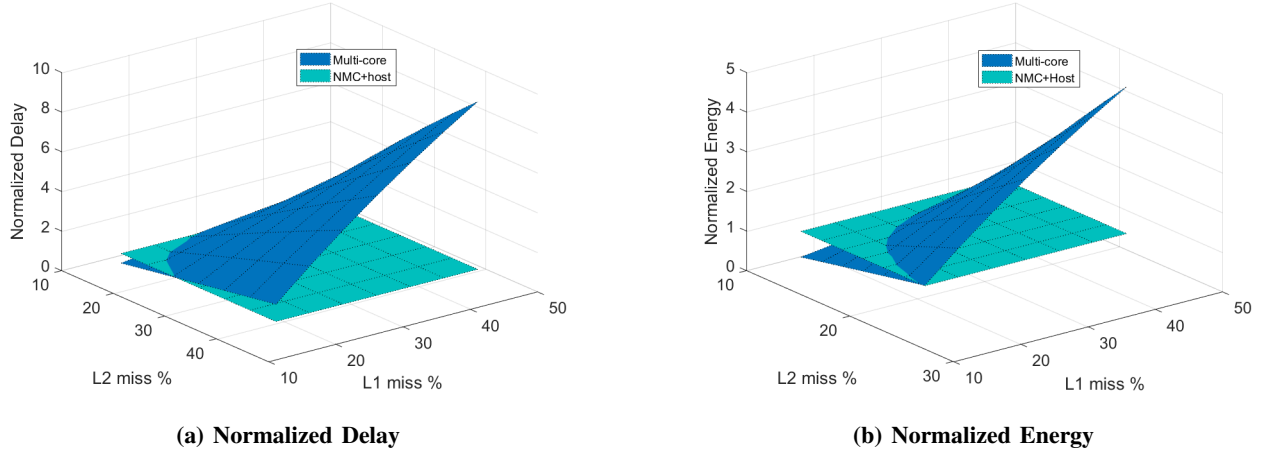 10
8
6
4
2
0
Normalized Delay
Multi-core
NMC+host
10
20
30
40
L2 miss %
10
20
30
40
50
L1 miss %
(a) Normalized Delay
5
4
3
2
1
0
Normalized Energy
Multi-core
NMC+Host
10
20
30
L2 miss %
10
20
30
40
50
L1 miss %
(b) Normalized Energy